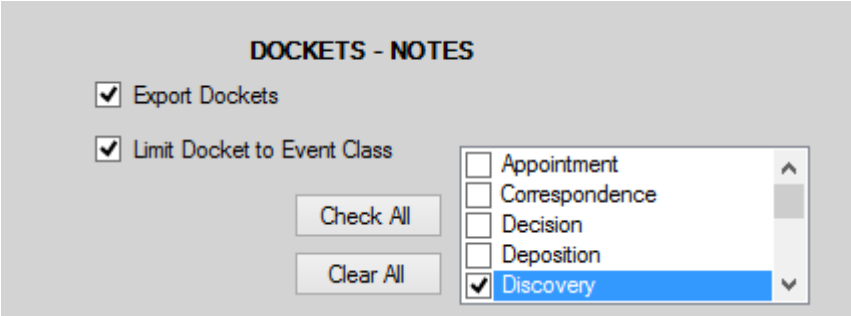 DOCKETS - NOTES
Export Dockets
Limit Docket to Event Class
Appointment
Correspondence
Decision
Deposition
Discovery
Check All
Clear All